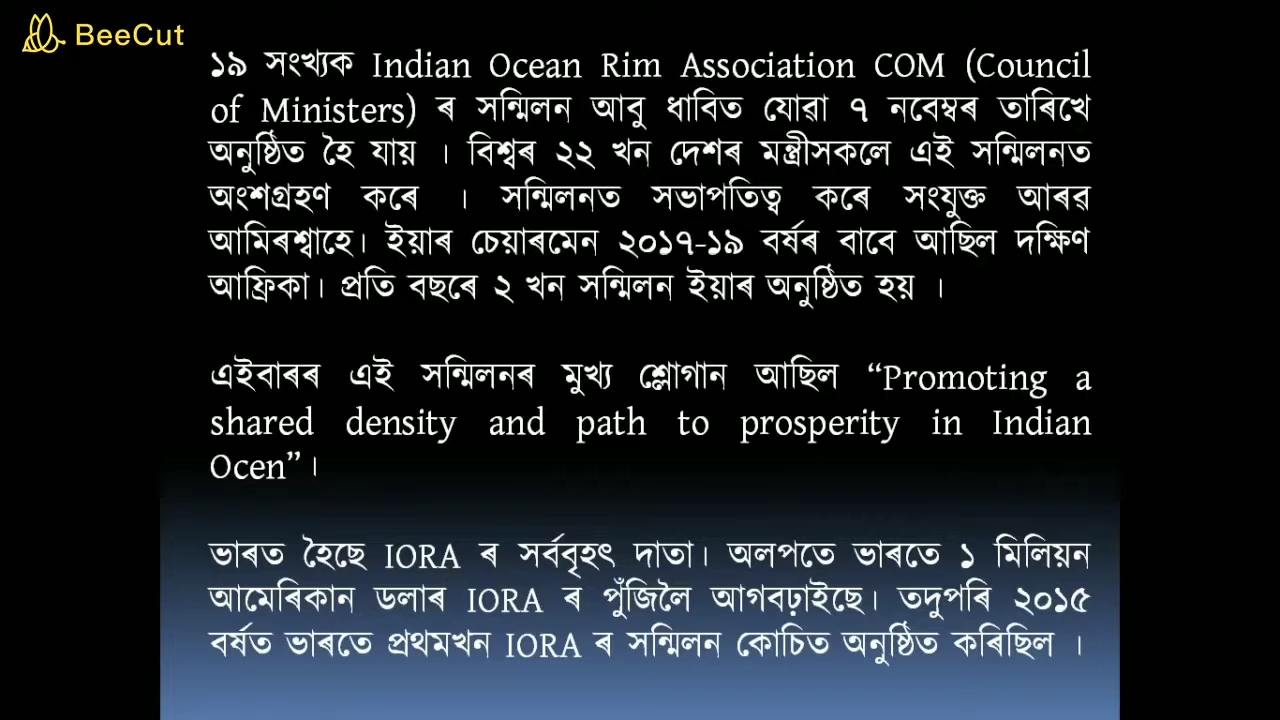 BeeCut
১৯ সংখ্যক Indian Ocean Rim Association COM (Council
of Ministers) ৰ সন্মিলন আবু ধাবিত যোৱা ৭ নবেম্বৰ তাৰিখে
অনুষ্ঠিত হৈ যায় । বিশ্বৰ ২২ খন দেশৰ মন্ত্ৰীসকলে এই সন্মিলনত
অংশগ্ৰহণ কৰে । সন্মিলনত সভাপতিত্ব কৰে সংযুক্ত আৰৱ
আমিৰশ্বাহে। ইয়াৰ চেয়াৰমেন ২০১৭-১৯ বৰ্ষৰ বাবে আছিল দক্ষিণ
আফ্ৰিকা। প্ৰতি বছৰে ২ খন সন্মিলন ইয়াৰ অনুষ্ঠিত হয় ।
এইবাৰৰ এই সন্মিলনৰ মুখ্য শ্লোগান আছিল “Promoting a
shared density and path to prosperity in Indian
Ocen”।
ভাৰত হৈছে IORA ৰ সৰ্ববৃহৎ দাতা। অলপতে ভাৰতে ১ মিলিয়ন
আমেৰিকান ডলাৰ IORA ৰ পুঁজিলৈ আগবঢ়াইছে। তদুপৰি ২০১৫
বৰ্ষত ভাৰতে প্ৰথমখন IORA ৰ সন্মিলন কোচিত অনুষ্ঠিত কৰিছিল ।